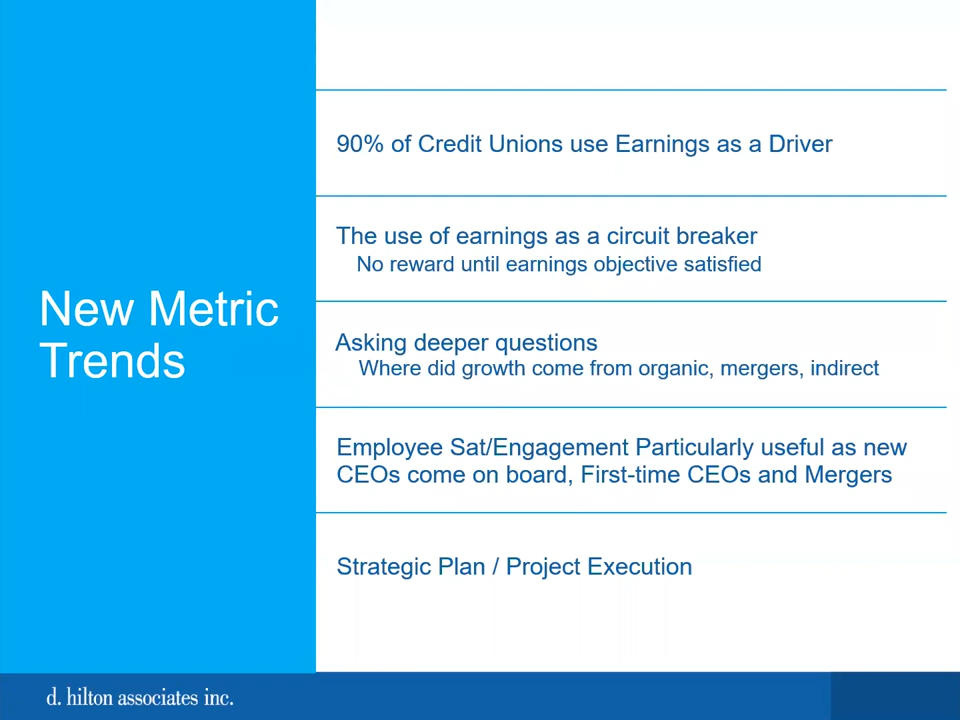 New Metric
Trends
90% of Credit Unions use Earnings as a Driver
The use of earnings as a circuit breaker
No reward until earnings objective satisfied
Asking deeper questions
Where did growth come from organic, mergers, indirect
Employee Sat/Engagement Particularly useful as new
CEOs come on board, First-time CEOs and Mergers
Strategic Plan / Project Execution
d. hilton associates inc.